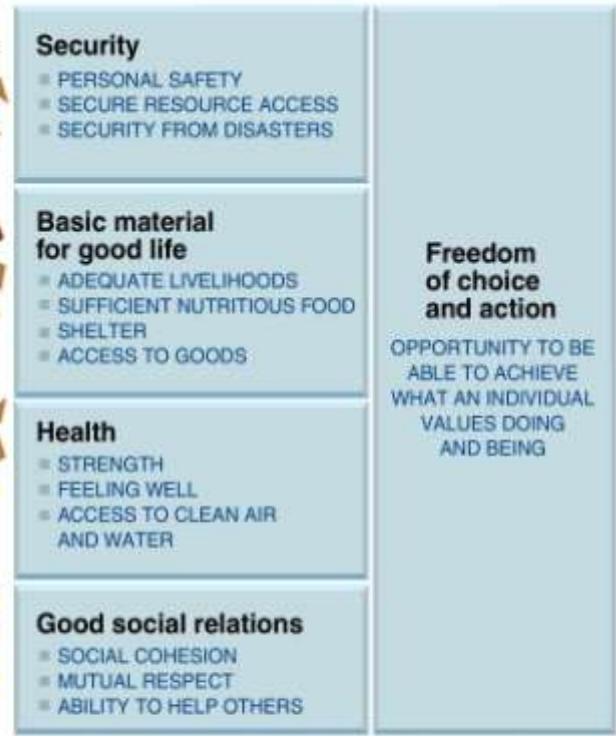 Security
PERSONAL SAFETY
SECURE RESOURCE ACCESS
SECURITY FROM DISASTERS
Basic material
for good life
ADEQUATE LIVELIHOODS
SUFFICIENT NUTRITIOUS FOOD
SHELTER
ACCESS TO GOODS
Health
STRENGTH
FEELING WELL
ACCESS TO CLEAN AIR
AND WATER
Good social relations
SOCIAL COHESION
MUTUAL RESPECT
ABILITY TO HELP OTHERS
Freedom
of choice
and action
OPPORTUNITY TO BE
ABLE TO ACHIEVE
WHAT AN INDIVIDUAL
VALUES DOING
AND BEING